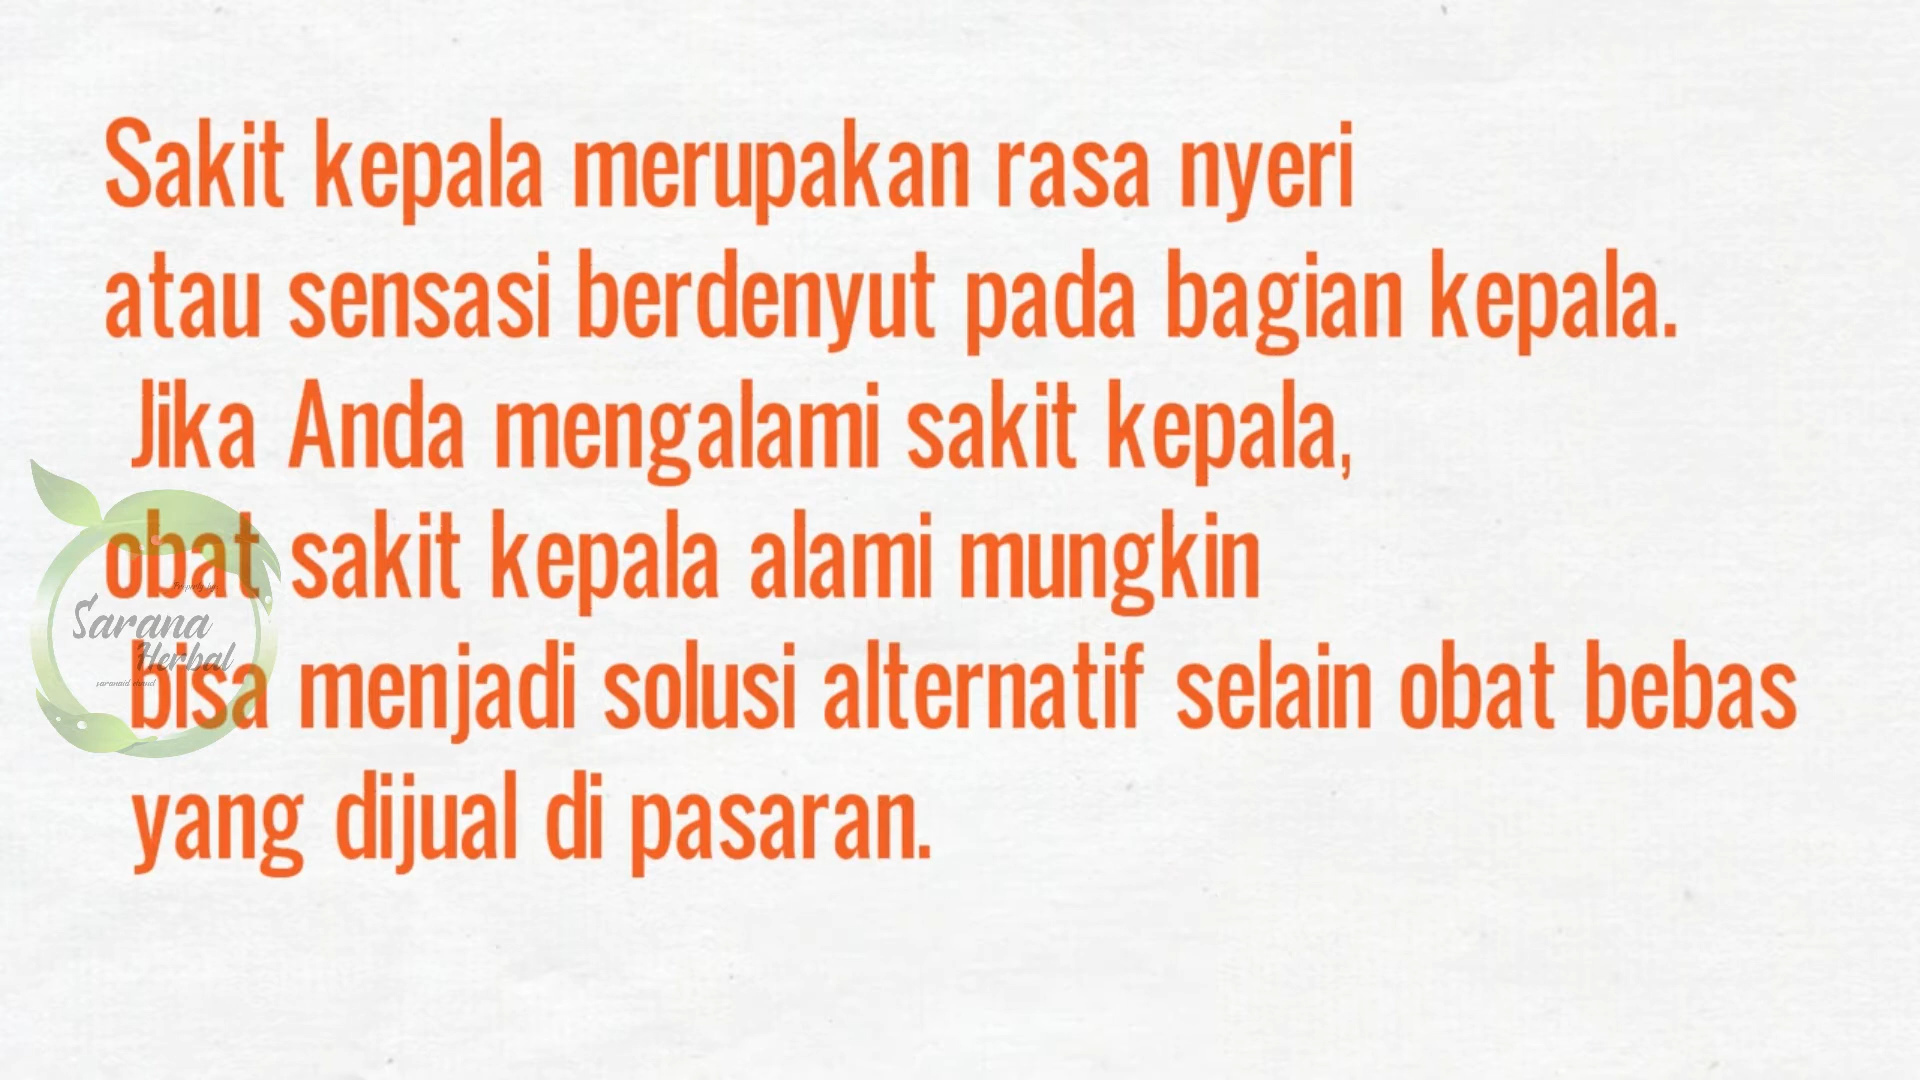 Sakit kepala merupakan rasa nyeri
atau sensasi berdenyut pada bagian kepala.
Jika Anda mengalami sakit kepala,
obat sakit kepala alami mungkin
bisa menjadi solusi alternatif selain obat bebas
yang dijual di pasaran.
Sarana
Herbal